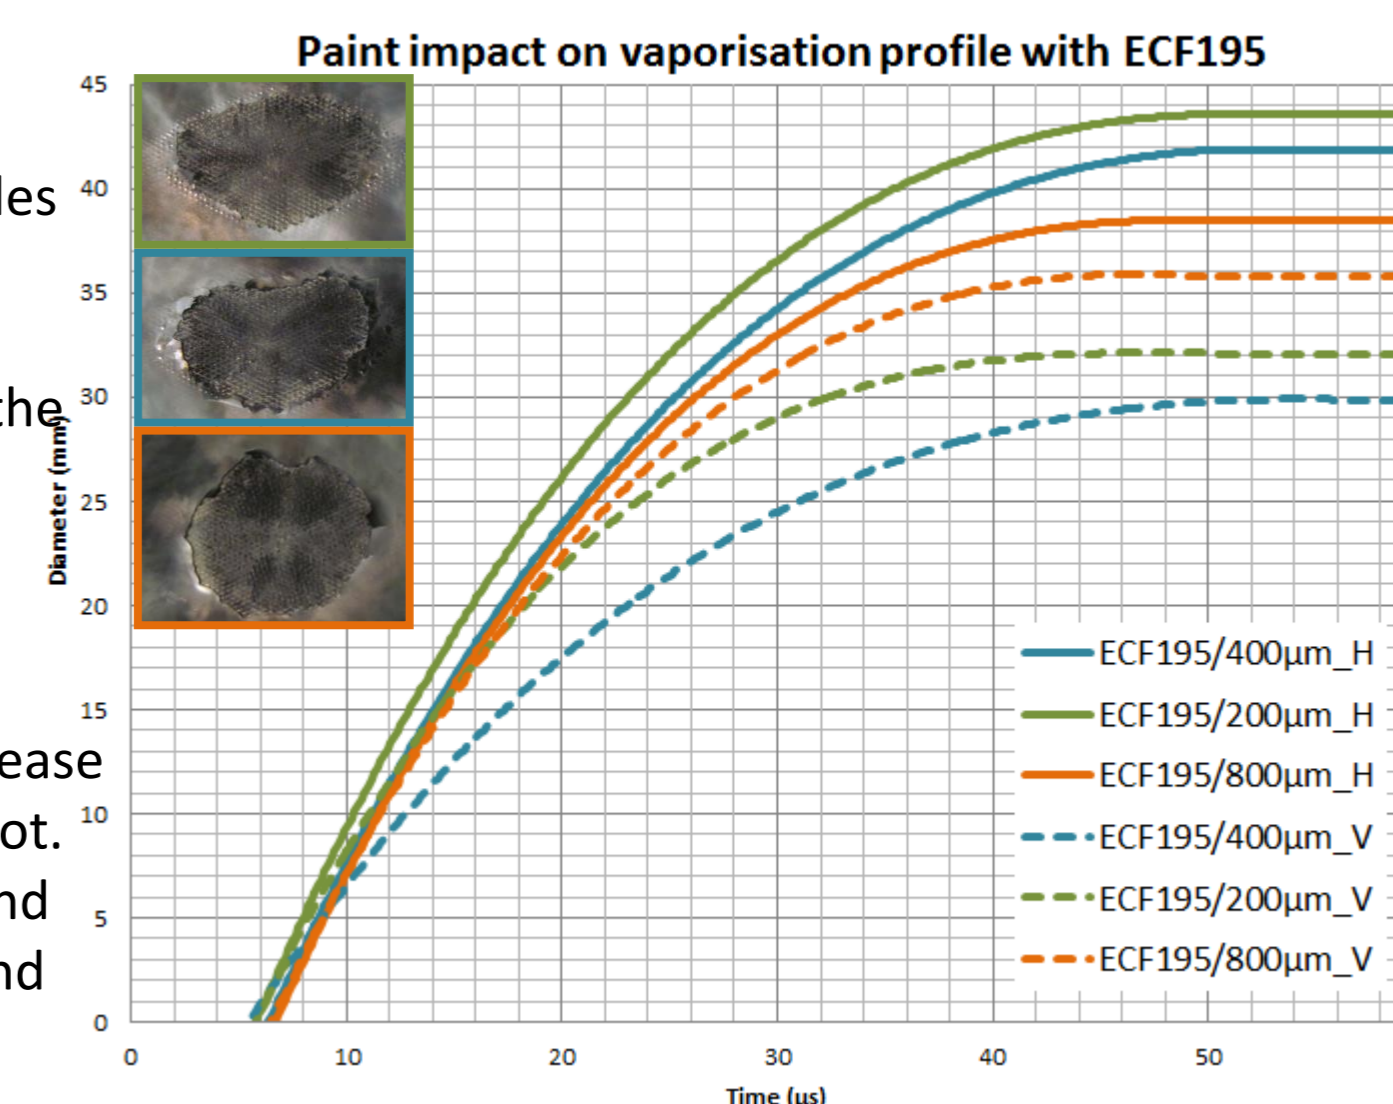 Paint impact on vaporisation profile with ECF195
45
40
35
30
25
20
15
10
5
0
Diameter (mm)
0 10 20 30 40 50
Time (µs)
ECF195/400µm_H
ECF195/200µm_H
ECF195/800µm_H
ECF195/400µm_V
ECF195/200µm_V
ECF195/800µm_V
les
the
ease
ot.
nd
nd